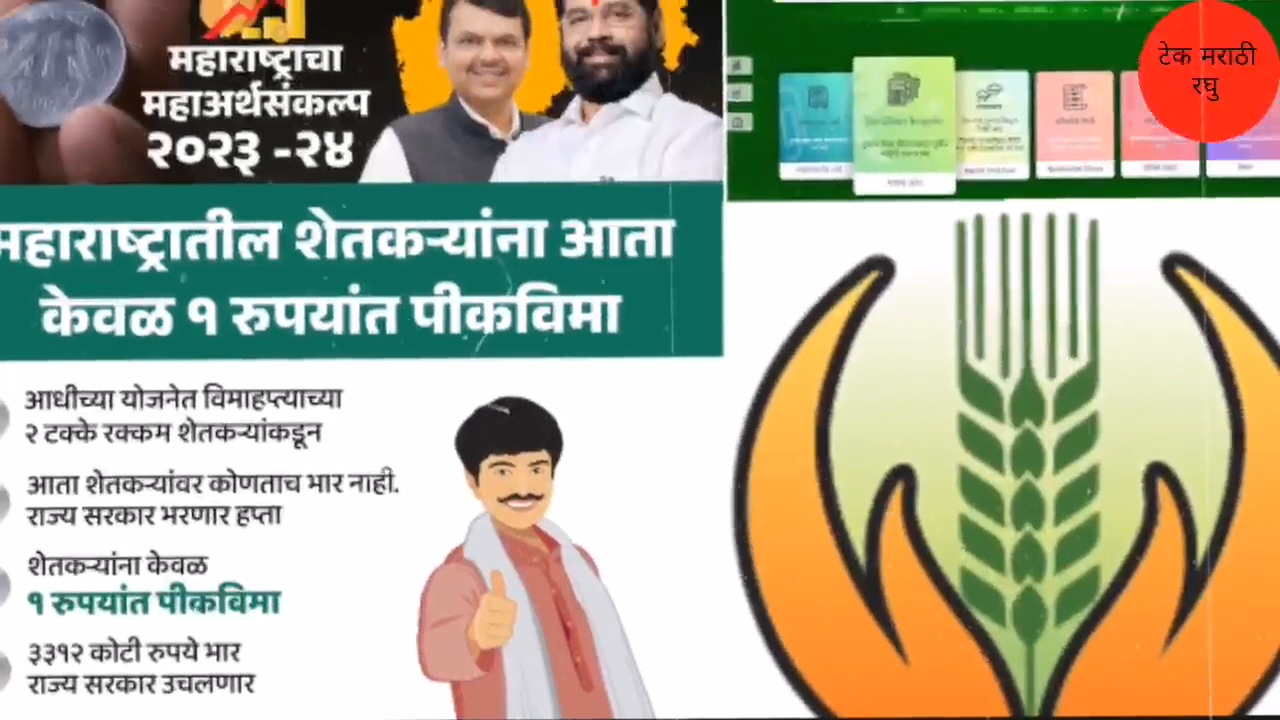 महाराष्ट्राचा
महाअर्थसंकल्प
२०२३ -२४
महाराष्ट्रातील शेतकऱ्यांना आता
केवळ १ रुपयांत पीकविमा
आधीच्या योजनेत विमाहप्त्याच्या
२ टक्के रक्कम शेतकऱ्यांकडून
आता शेतकऱ्यांवर कोणताच भार नाही.
राज्य सरकार भरणार हप्ता
शेतकऱ्यांना केवळ
१ रुपयांत पीकविमा
३३१२ कोटी रुपये भार
राज्य सरकार उचलणार
टेक मराठी
रघु